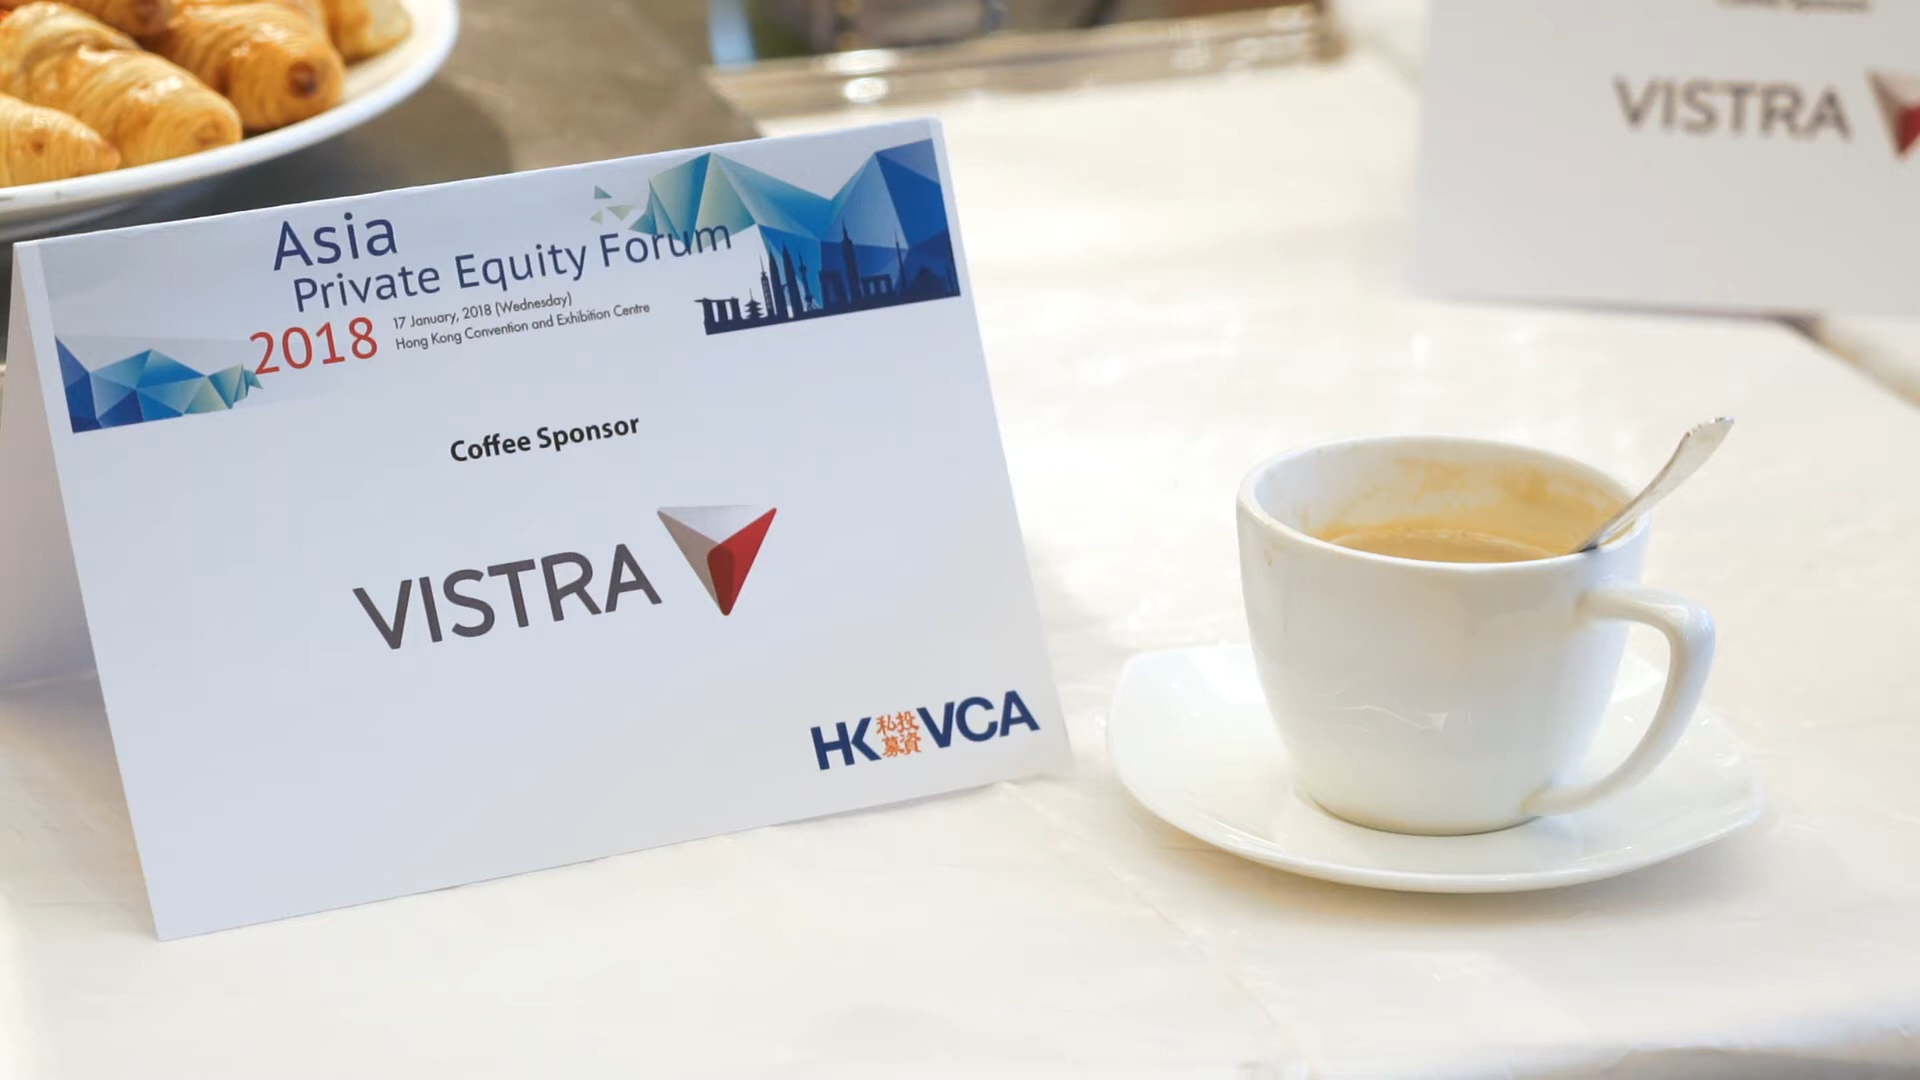 Asia
Private Equity Forum
2018
17 January, 2018 (Wednesday)
Hong Kong Convention and Exhibition Centre
Coffee Sponsor
VISTRA
HK私投募資VCA
VISTRA